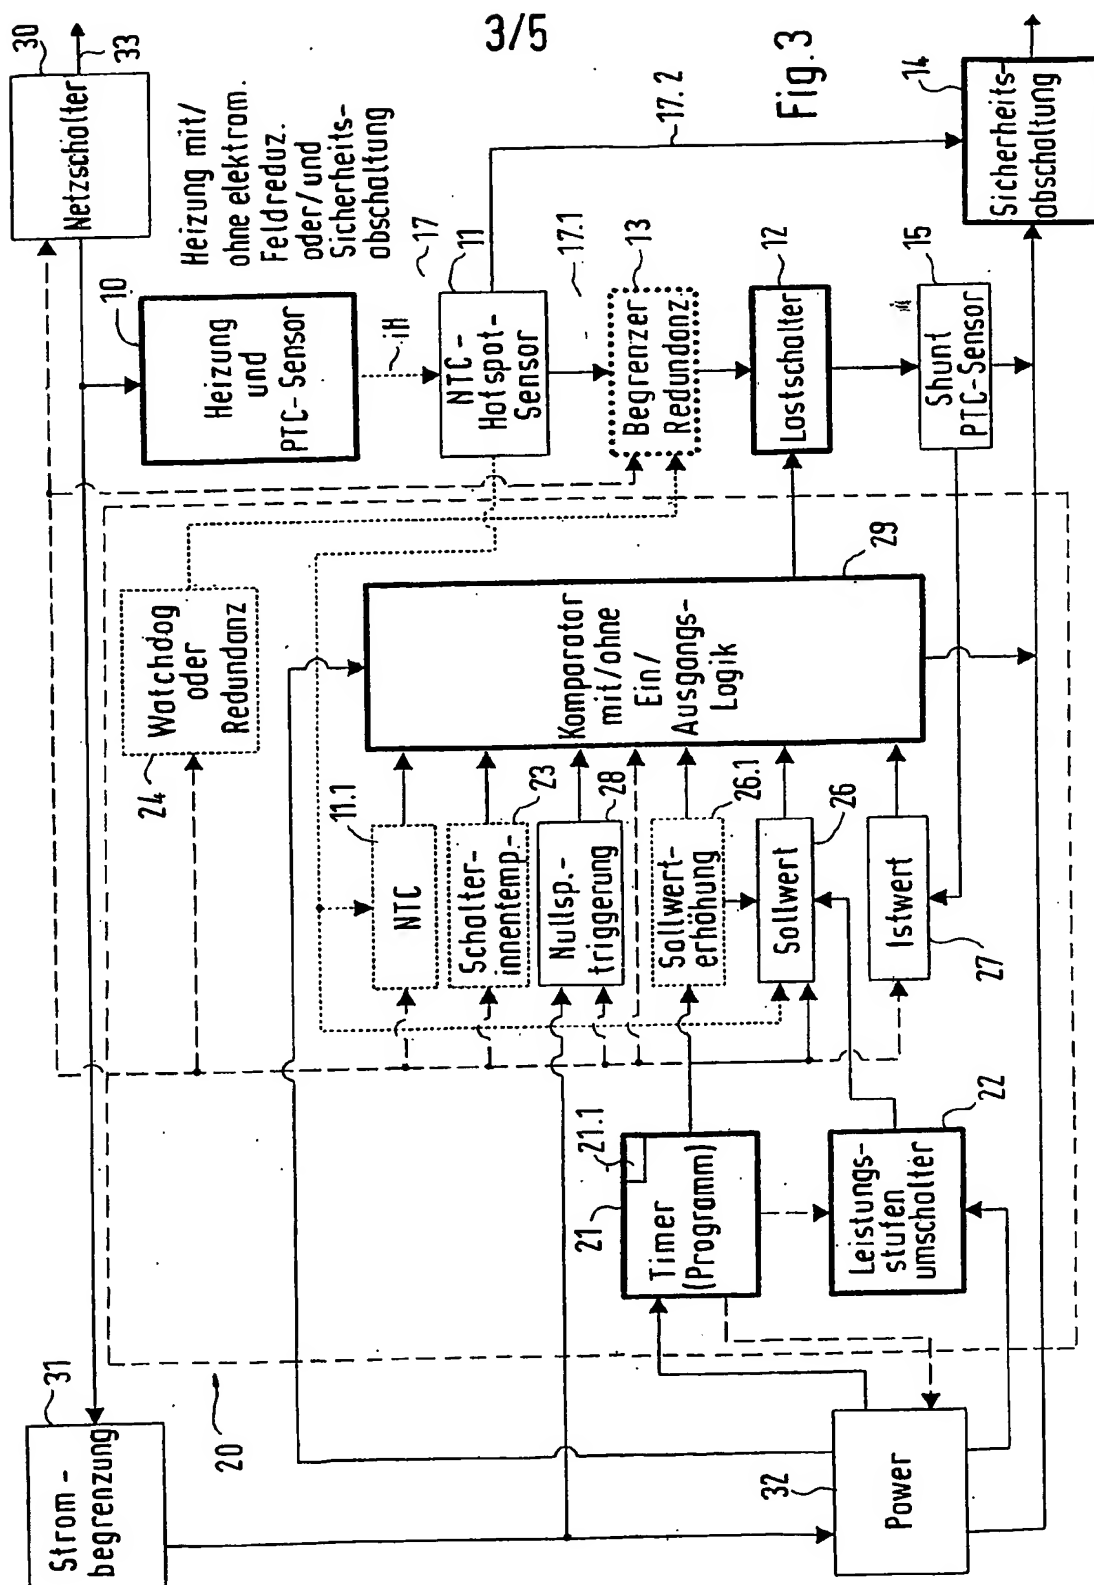 3/5
30
33
Netzschalter
Heizung mit/
ohne elektrom.
Feldreduz.
oder/und
Sicherheits-
abschaltung
10
Heizung
und
PTC-Sensor
iH
17
11
NTC-
Hotspot-
Sensor
17.1
17.2
13
Begrenzer
Redundanz
12
Lastschalter
15
Shunt
PTC-Sensor
Fig.3
14
Sicherheits-
abschaltung
24
Watchdog
oder
Redundanz
29
Komparator
mit/ohne
Ein/
Ausgangs-
Logik
11.1
NTC
23
Schalter-
innentemp-
28
Nullsp.-
triggerung
26.1
Sollwert-
erhöhung
26
Sollwert
27
Istwert
21
21.1
Timer
(Programm)
22
Leistungs-
stufen
umschalter
20
31
Strom-
begrenzung
32
Power